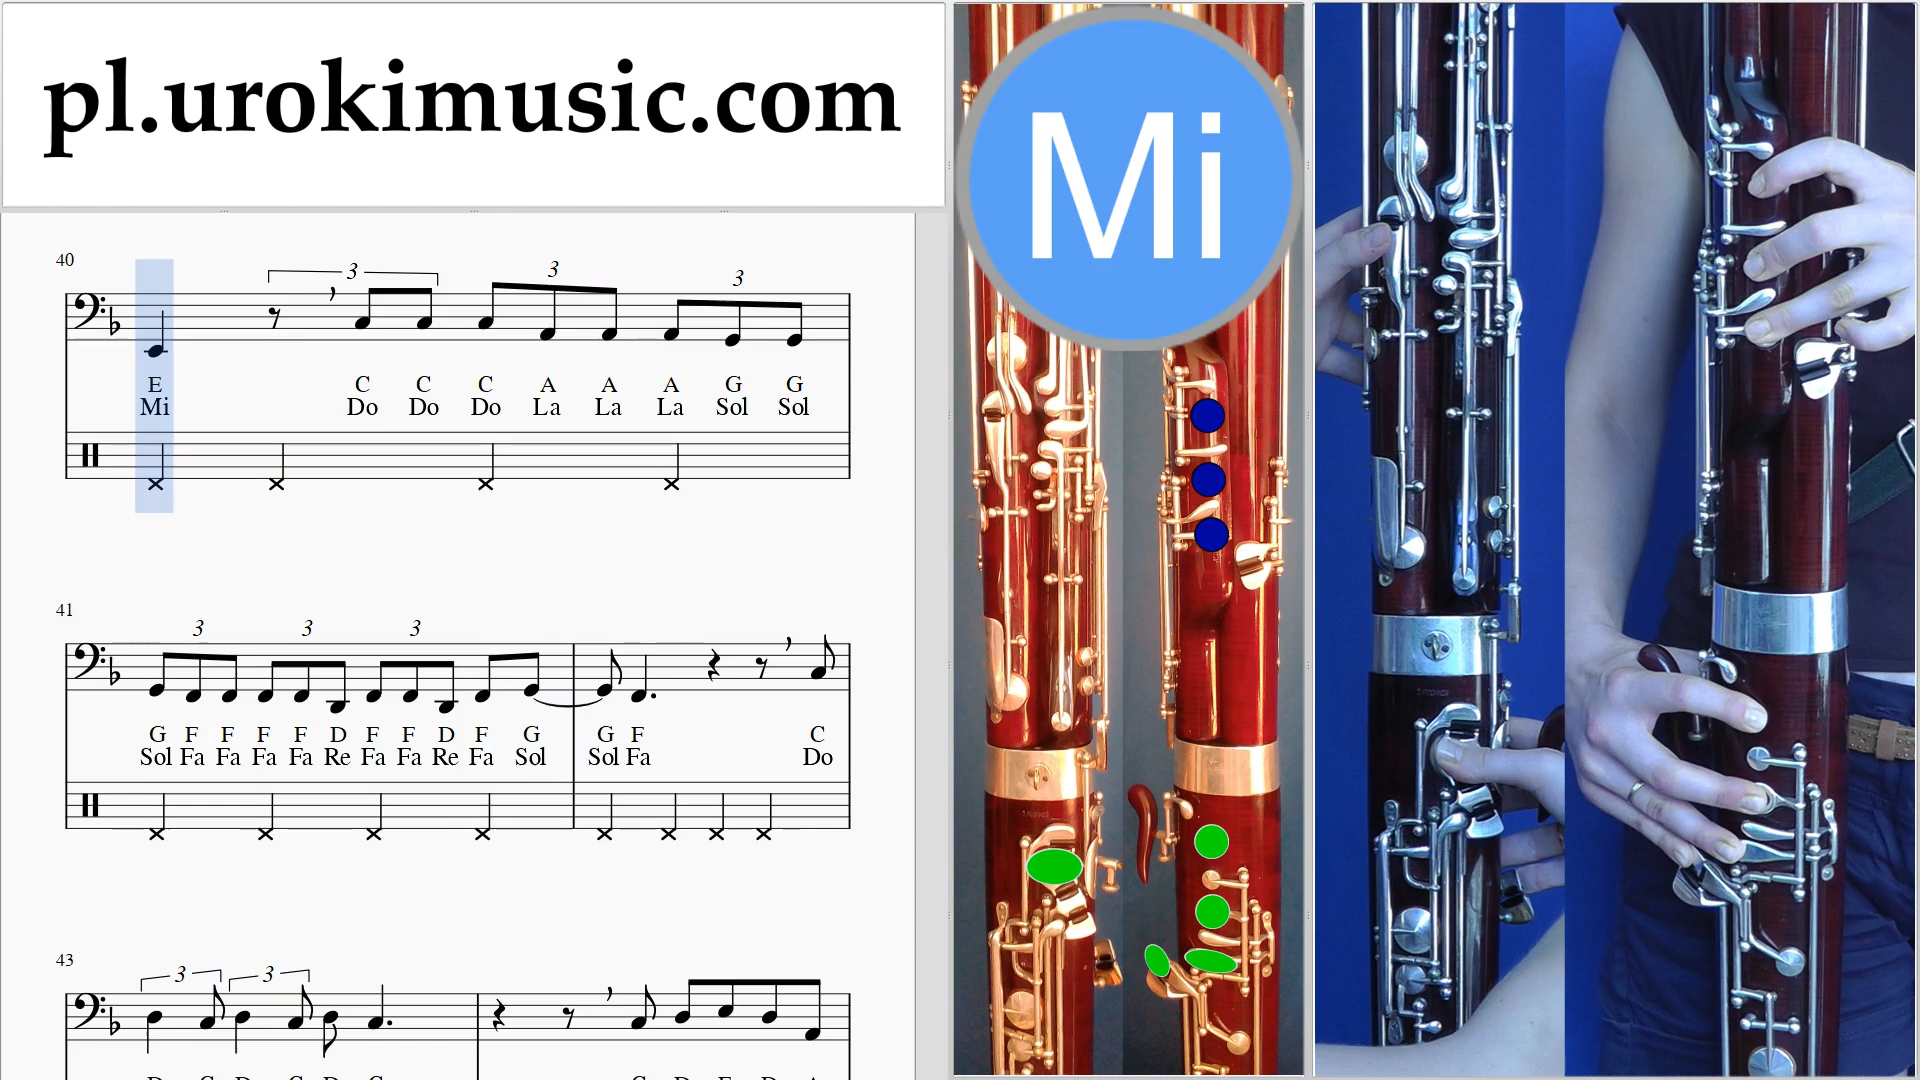 pl.urokimusic.com
Mi
40
3 3 3
E C C C A A A G G
Mi Do Do Do La La La Sol Sol
41
3 3 3
G F F F F D F F D F G G F C
Sol Fa Fa Fa Fa Re Fa Fa Re Fa Sol Sol Fa Do
43
3 3